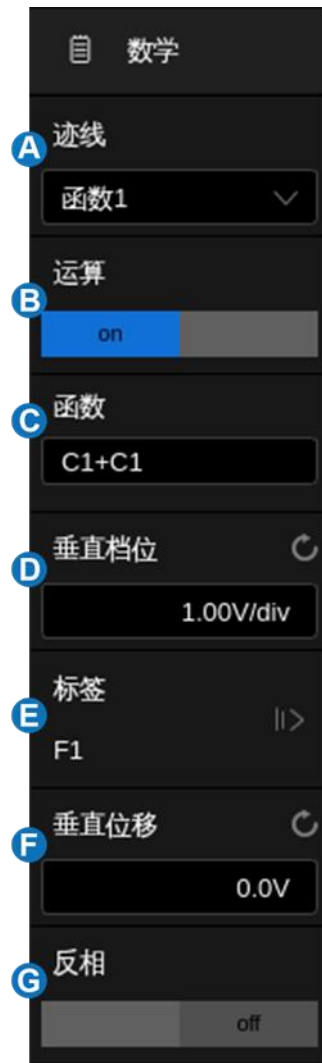 数学
A 迹线
函数1
B 运算
on
C 函数
C1+C1
D 垂直档位
1.00V/div
E 标签
F1
F 垂直位移
0.0V
G 反相
off